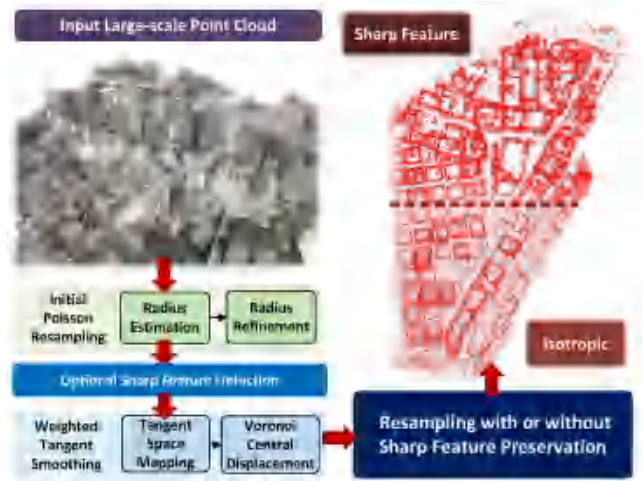 Input Large-scale Point Cloud
Sharp Feature
Initial
Poisson
Resampling
Radius
Estimation
Radius
Refinement
Isotropic
Optional Sharp Feature Detection
Weighted
Tangent
Smoothing
Tangent
Space
Mapping
Voronoi
Central
Displacement
Resampling with or without
Sharp Feature Preservation